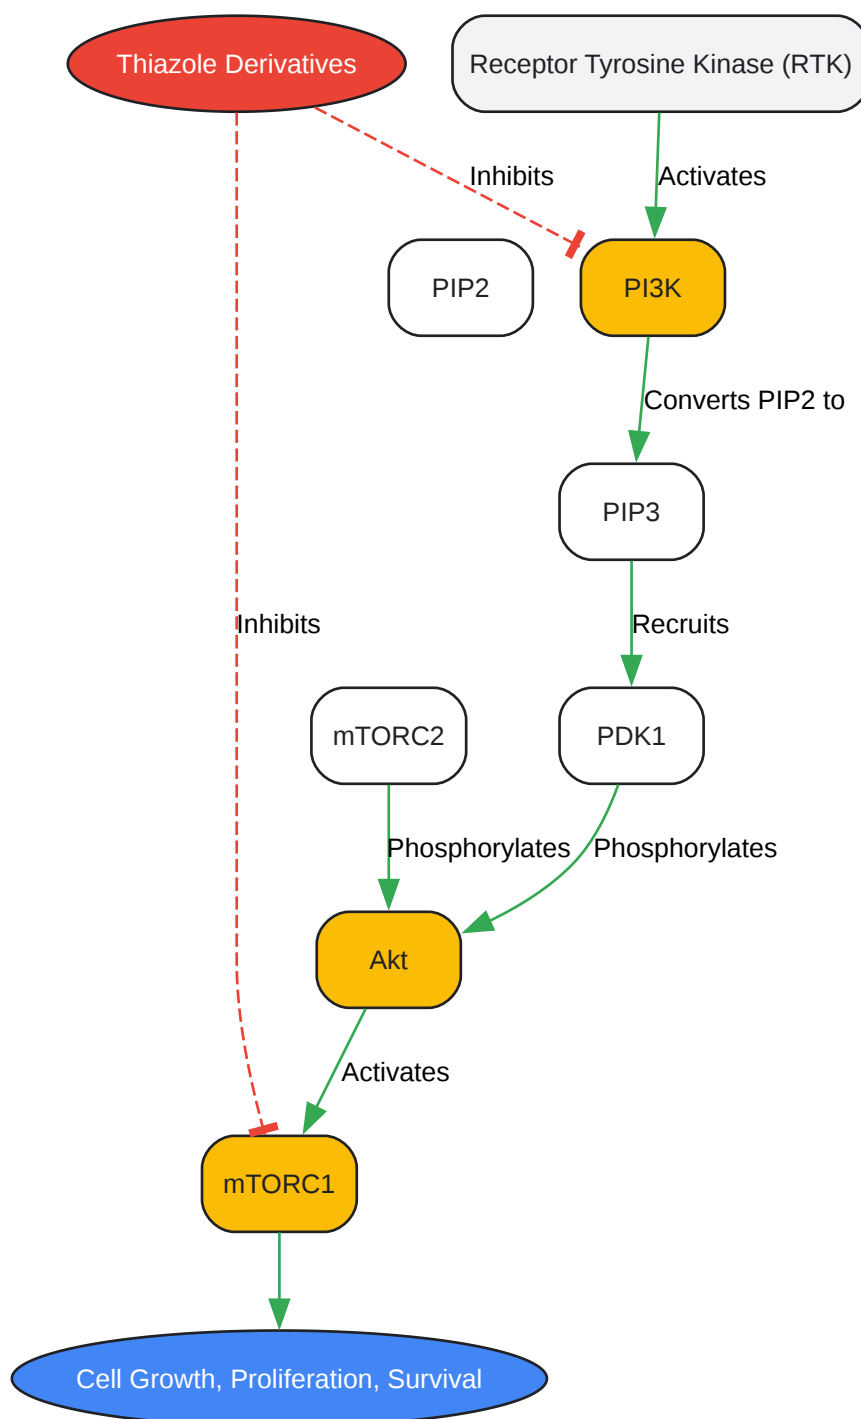 Thiazole Derivatives
Receptor Tyrosine Kinase (RTK)
Inhibits
Activates
PIP2
PI3K
Converts PIP2 to
PIP3
Inhibits
Recruits
mTORC2
PDK1
Phosphorylates
Phosphorylates
Akt
Activates
mTORC1
Cell Growth, Proliferation, Survival